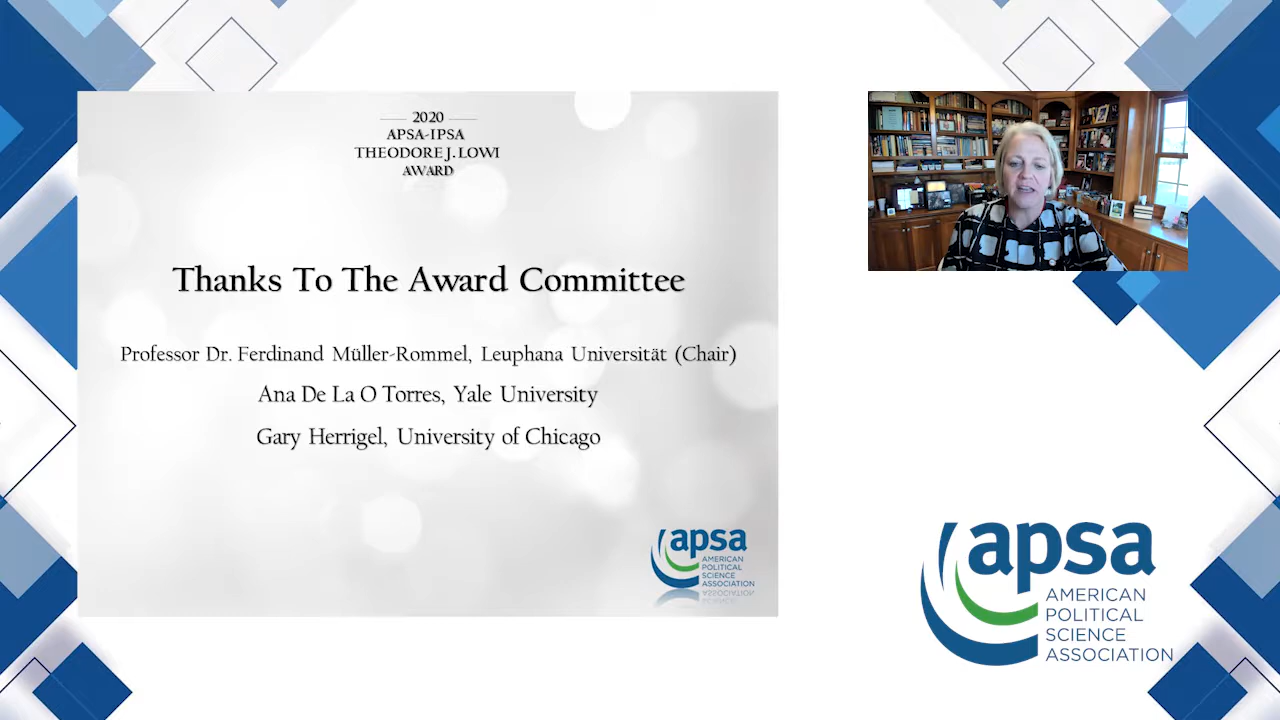 2020
APSA-IPSA
THEODORE J. LOWI
AWARD
Thanks To The Award Committee
Professor Dr. Ferdinand Müller-Rommel, Leuphana Universität (Chair)
Ana De La O Torres, Yale University
Gary Herrigel, University of Chicago
apsa
AMERICAN
POLITICAL
SCIENCE
ASSOCIATION
apsa
AMERICAN
POLITICAL
SCIENCE
ASSOCIATION